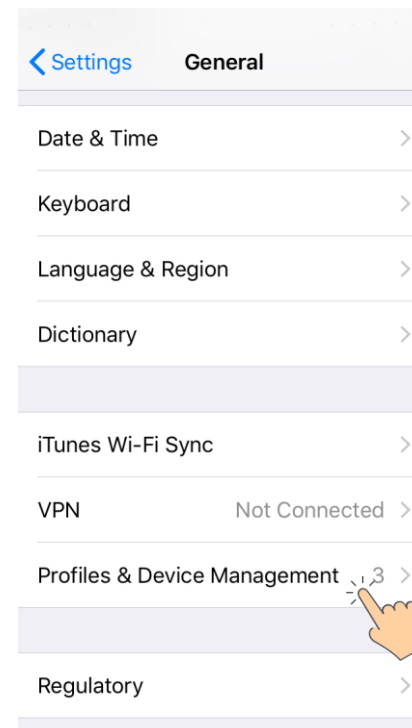 Settings General
Date & Time
Keyboard
Language & Region
Dictionary
iTunes Wi-Fi Sync
VPN Not Connected
Profiles & Device Management 3
Regulatory